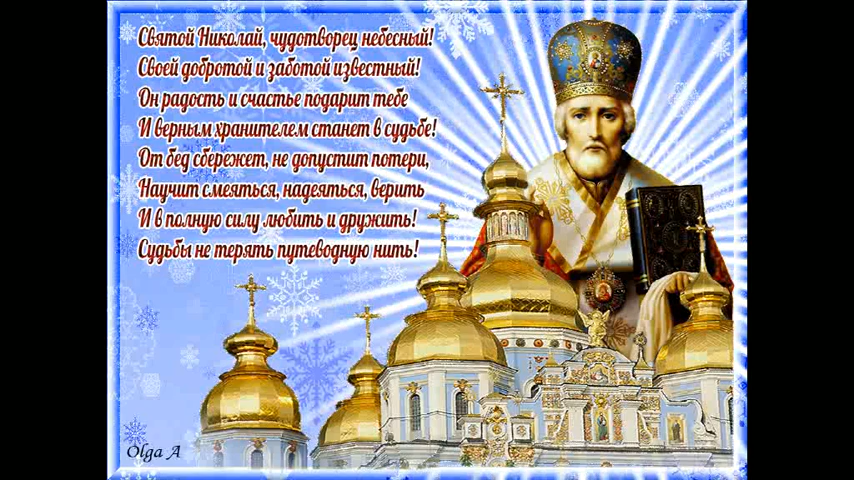 Святой Николай, чудотворец небесный!
Своей добротой и заботой известный!
Он радость и счастье подарит тебе
И верным хранителем станет в судьбе!
От бед сбережет, не допустит потери,
Научит смеяться, надеяться, верить
И в полную силу любить и дружить!
Судьбы не терять путеводную нить!
Olga A